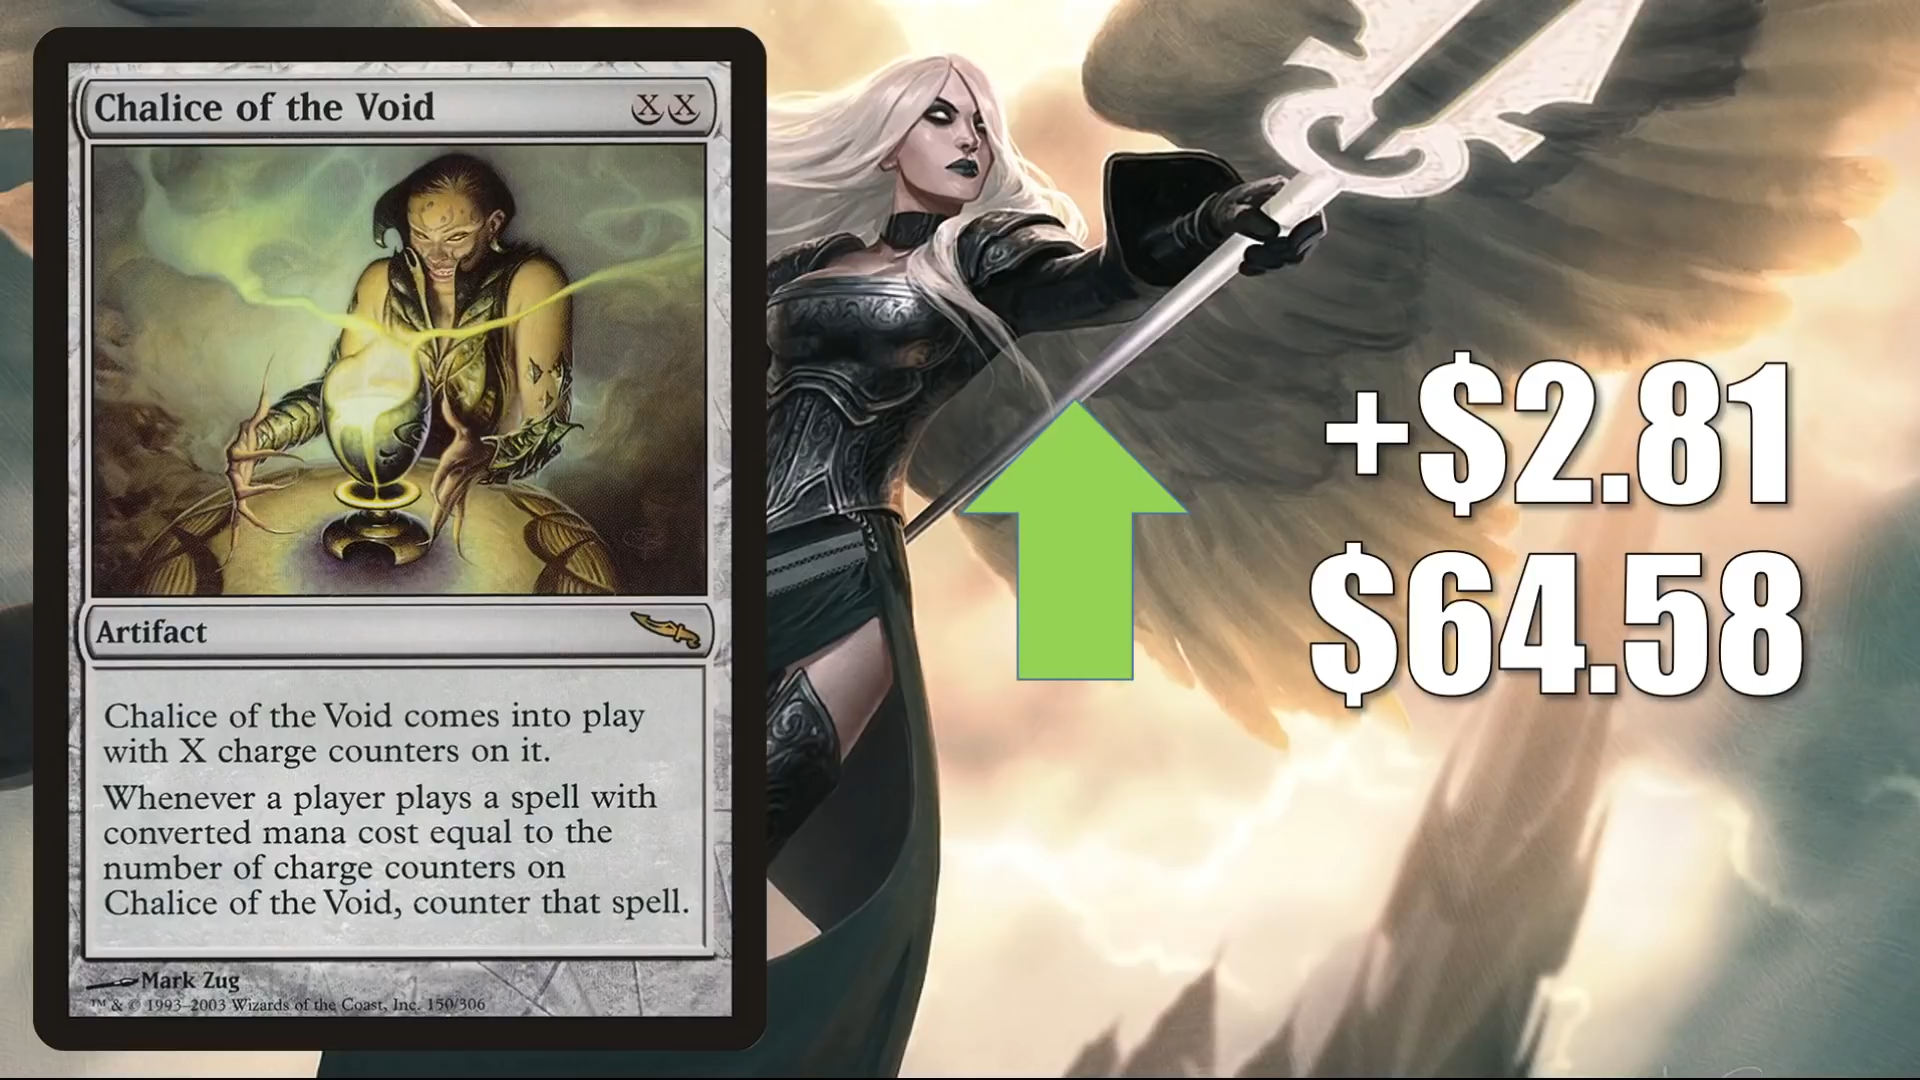 Chalice of the Void XX
Artifact
Chalice of the Void comes into play
with X charge counters on it.
Whenever a player plays a spell with
converted mana cost equal to the
number of charge counters on
Chalice of the Void, counter that spell.
Mark Zug
™ & © 1993–2003 Wizards of the Coast, Inc. 150/306
+$2.81
$64.58